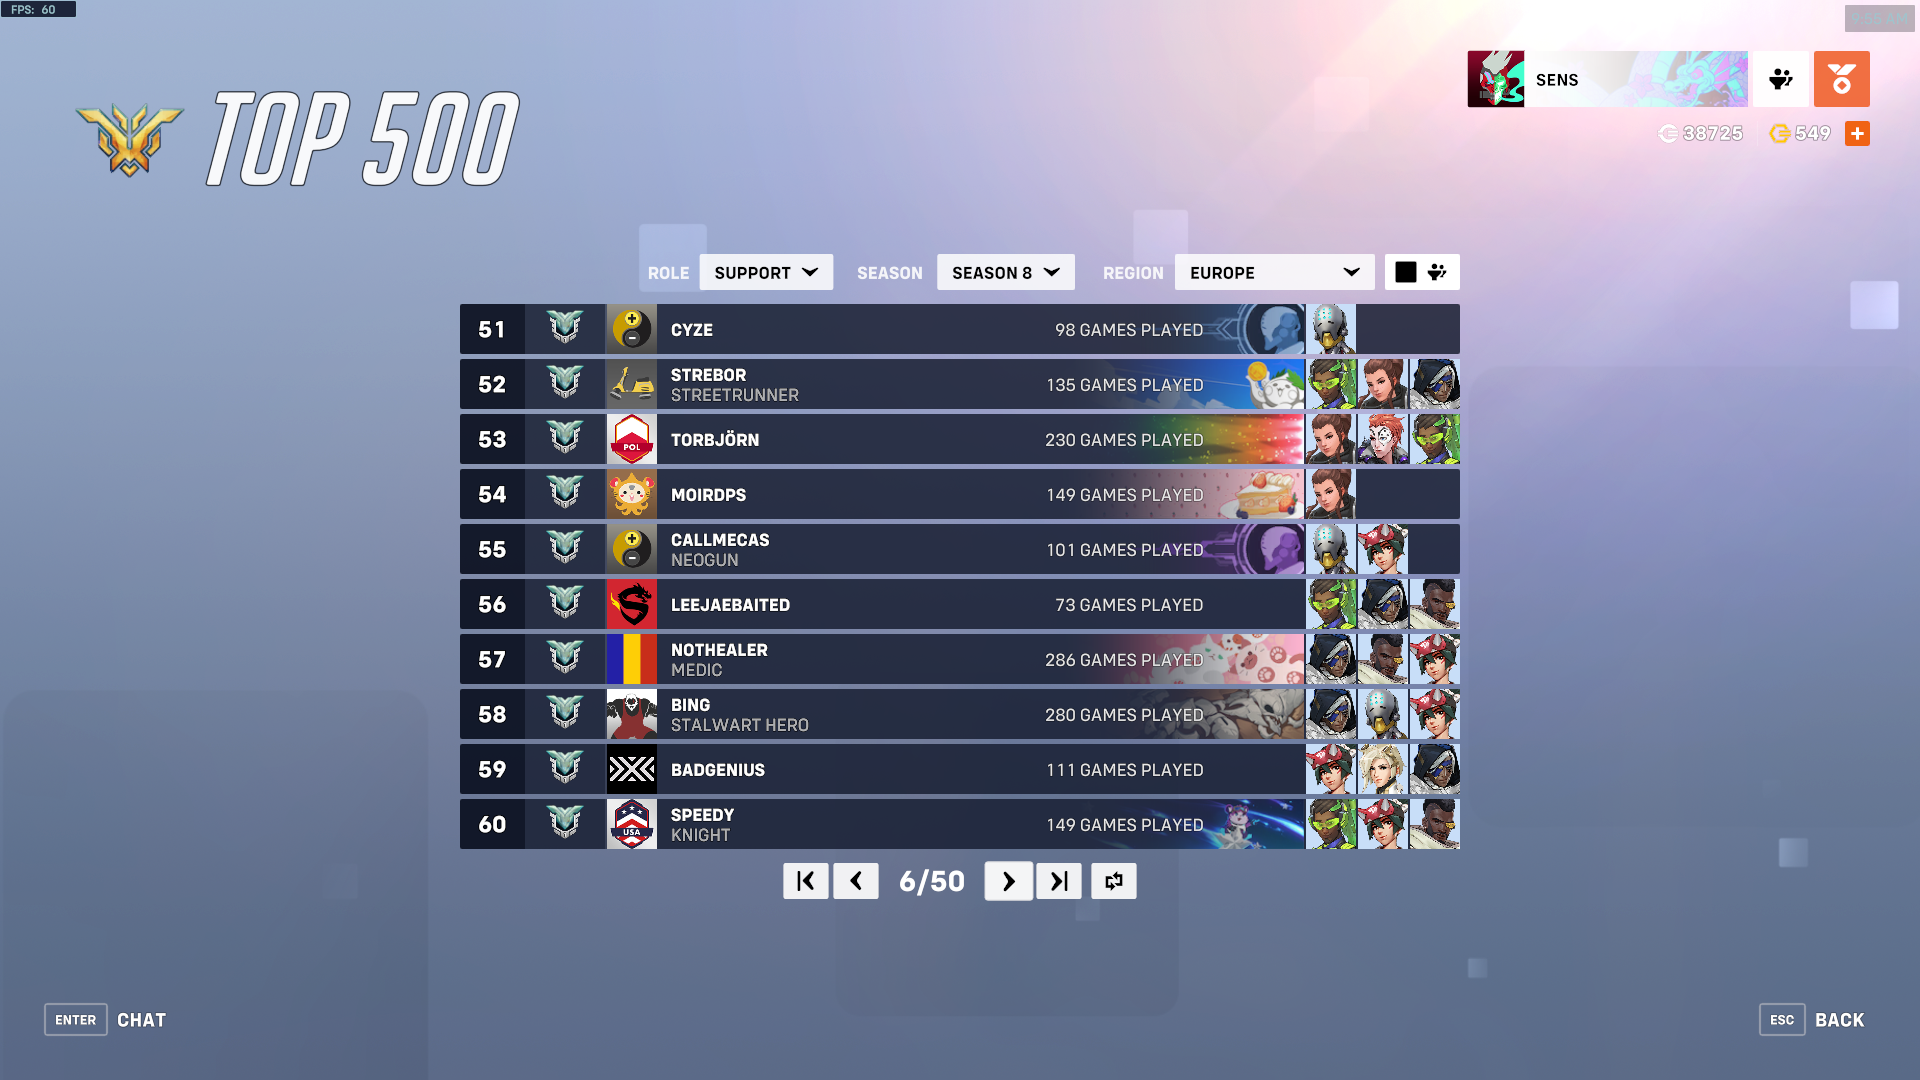 FPS: 60
9:55 AM
TOP 500
SENS
38725
549
ROLE SUPPORT SEASON SEASON 8 REGION EUROPE
51 CYZE 98 GAMES PLAYED
52 STREBOR 135 GAMES PLAYED
STREETRUNNER
53 POL TORBJÖRN 230 GAMES PLAYED
54 MOIRDPS 149 GAMES PLAYED
55 CALLMECAS 101 GAMES PLAYED
NEOGUN
56 LEEJAEBAITED 73 GAMES PLAYED
57 NOTHEALER 286 GAMES PLAYED
MEDIC
58 BING 280 GAMES PLAYED
STALWART HERO
59 BADGENIUS 111 GAMES PLAYED
60 USA SPEEDY 149 GAMES PLAYED
KNIGHT
6/50
ENTER CHAT
ESC BACK